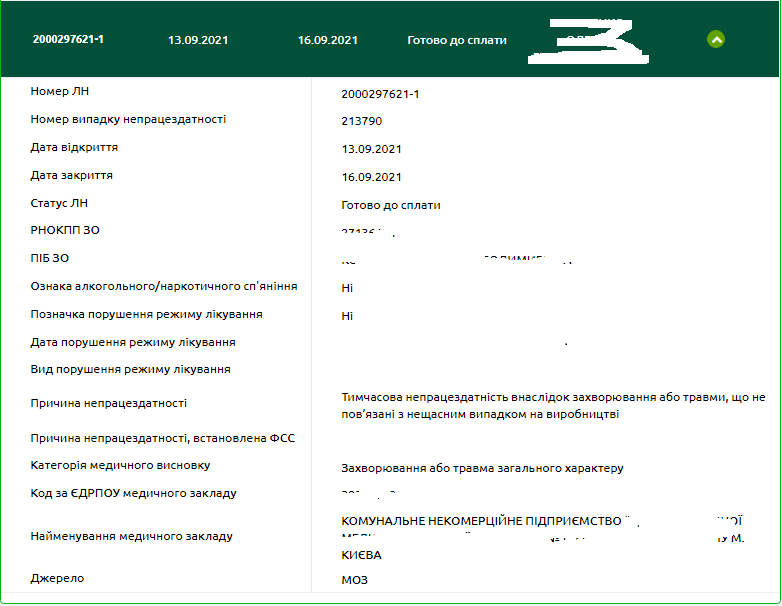 2000297621-1 13.09.2021 16.09.2021 Готово до сплати
Номер ЛН 2000297621-1
Номер випадку непрацездатності 213790
Дата відкриття 13.09.2021
Дата закриття 16.09.2021
Статус ЛН Готово до сплати
РНОКПП ЗО
ПІБ ЗО
Ознака алкогольного/наркотичного сп'яніння Ні
Позначка порушення режиму лікування Ні
Дата порушення режиму лікування
Вид порушення режиму лікування
Причина непрацездатності Тимчасова непрацездатність внаслідок захворювання або травми, що не
пов’язані з нещасним випадком на виробництві
Причина непрацездатності, встановлена ФСС
Категорія медичного висновку Захворювання або травма загального характеру
Код за ЄДРПОУ медичного закладу
Найменування медичного закладу КОМУНАЛЬНЕ НЕКОМЕРЦІЙНЕ ПІДПРИЄМСТВО
М.
КИЄВА
Джерело МОЗ